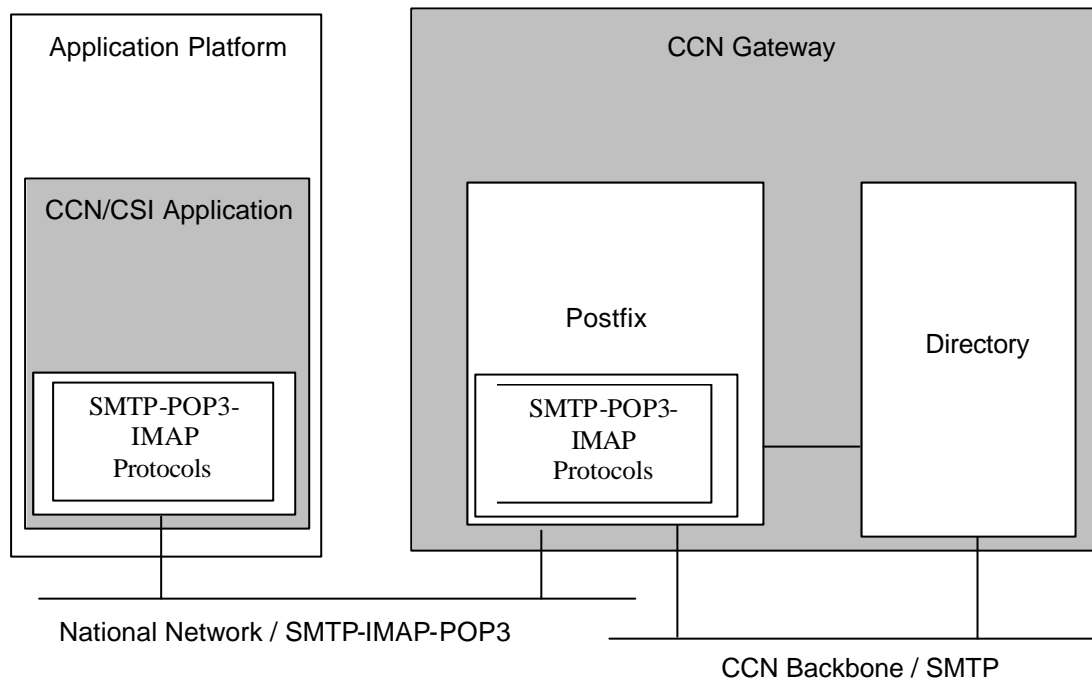 Application Platform
CCN Gateway
CCN/CSI Application
Postfix
Directory
SMTP-POP3-
IMAP
Protocols
SMTP-POP3-
IMAP
Protocols
National Network / SMTP-IMAP-POP3
CCN Backbone / SMTP